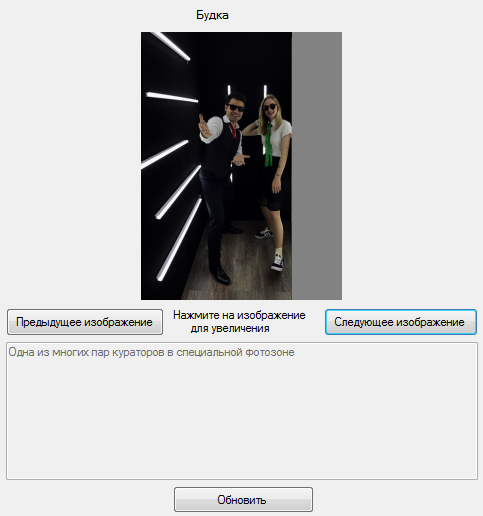 Будка
Предыдущее изображение
Нажмите на изображение
для увеличения
Следующее изображение
Одна из многих пар кураторов в специальной фотозоне
Обновить